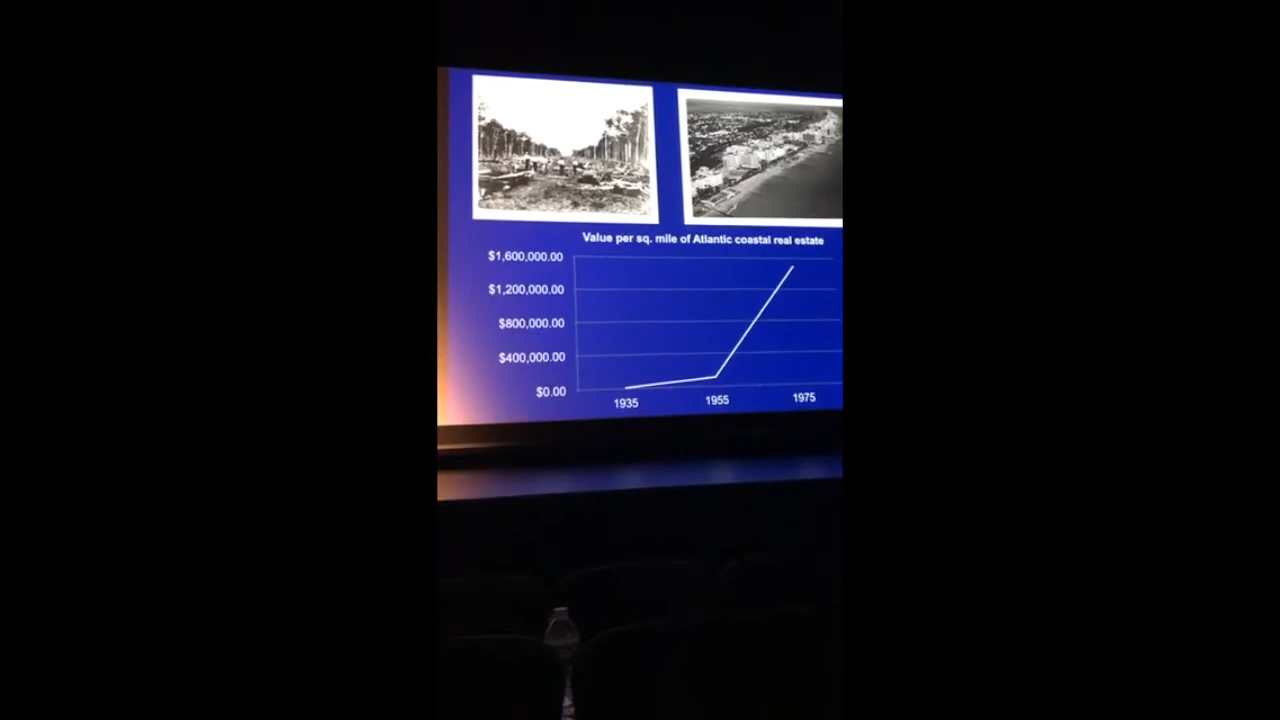 Value per sq. mile of Atlantic coastal real estate
$1,600,000.00
$1,200,000.00
$800,000.00
$400,000.00
$0.00
1935 1955 1975